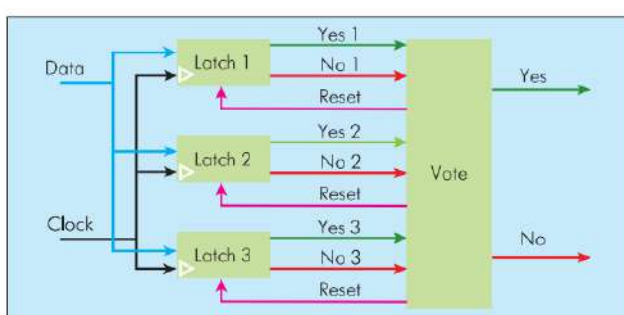 Data
Clock
Latch 1
Yes 1
No 1
Reset
Latch 2
Yes 2
No 2
Reset
Latch 3
Yes 3
No 3
Reset
Vote
Yes
No